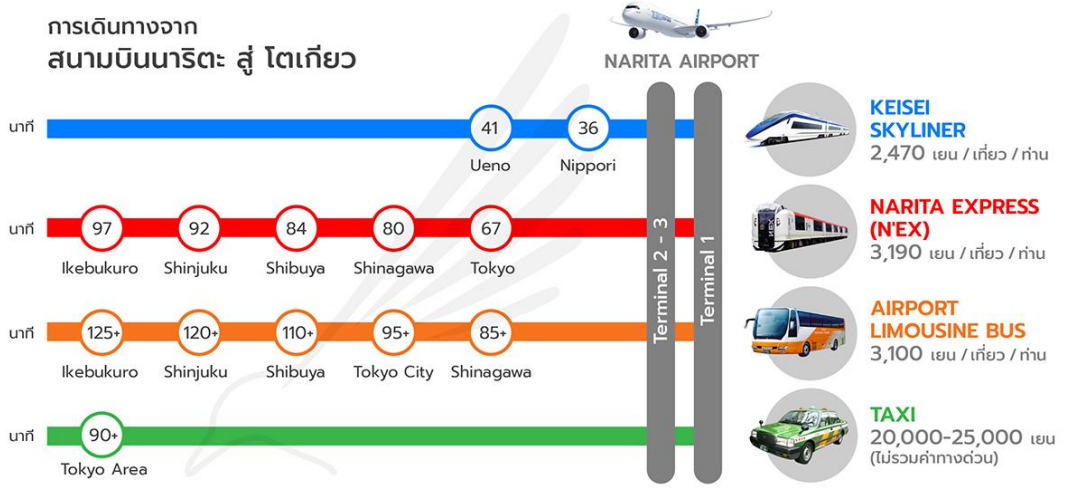 การเดินทางจาก
สนามบินนาริตะ สู่ โตเกียว
NARITA AIRPORT
นาที
41
36
Ueno
Nippori
KEISEI
SKYLINER
2,470 เยน / เที่ยว / ท่าน
นาที
97
92
84
80
67
Ikebukuro
Shinjuku
Shibuya
Shinagawa
Tokyo
NARITA EXPRESS
(N'EX)
3,190 เยน / เที่ยว / ท่าน
Terminal 2 - 3
Terminal 1
นาที
125+
120+
110+
95+
85+
Ikebukuro
Shinjuku
Shibuya
Tokyo City
Shinagawa
AIRPORT
LIMOUSINE BUS
3,100 เยน / เที่ยว / ท่าน
นาที
90+
Tokyo Area
TAXI
20,000-25,000 เยน
(ไม่รวมค่าทางด่วน)